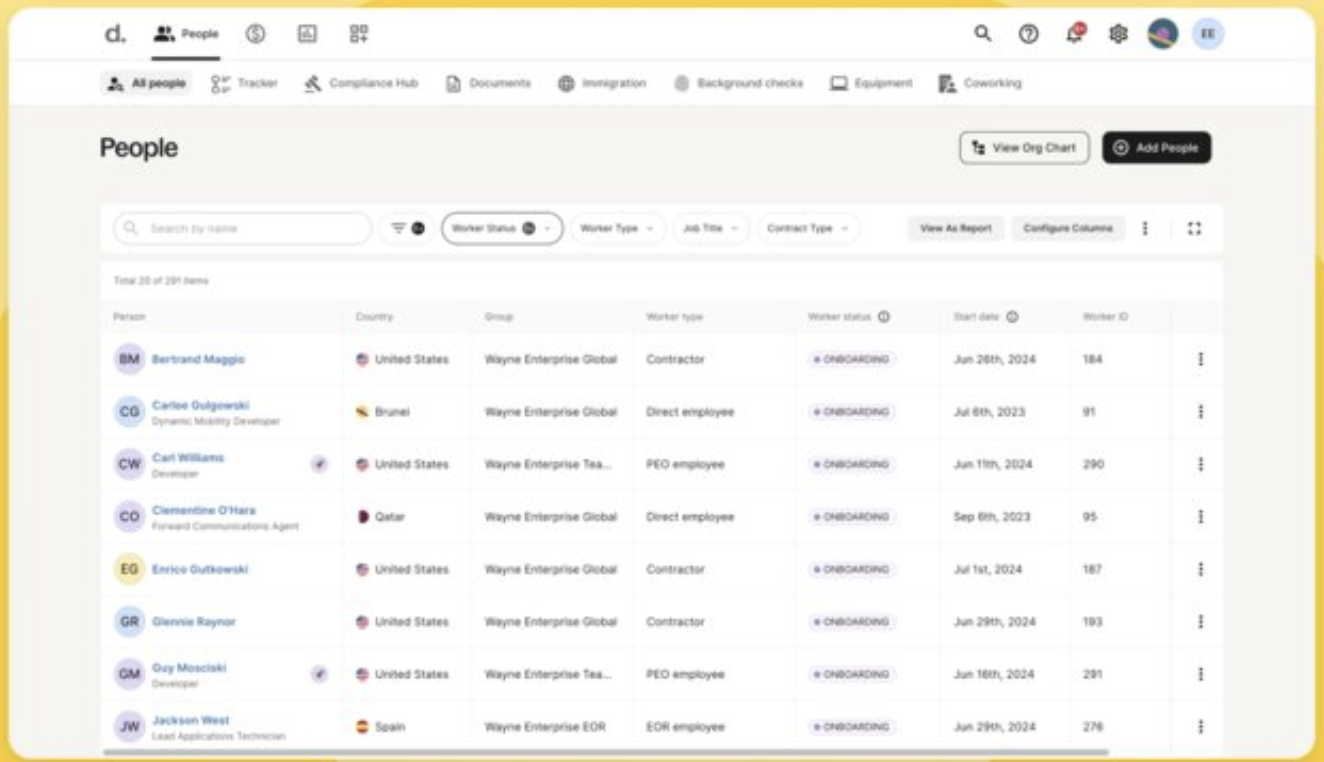 d. People EE
All people Tracker Compliance Hub Documents Immigration Background checks Equipment Coworking
People View Org Chart Add People
Search by name Worker Status Worker Type Job Title Contract Type View As Report Configure Columns
Total 20 of 291 items
Person Country Group Worker type Worker status Start date Worker ID
BM Bertrand Maggio United States Wayne Enterprise Global Contractor ONBOARDING Jun 26th, 2024 184
CG Carlee Gulgowski Brunei Wayne Enterprise Global Direct employee ONBOARDING Jul 6th, 2023 91
Dynamic Mobility Developer
CW Carl Williams United States Wayne Enterprise Tea... PEO employee ONBOARDING Jun 11th, 2024 290
Developer
CO Clementine O'Hara Qatar Wayne Enterprise Global Direct employee ONBOARDING Sep 6th, 2023 95
Forward Communications Agent
EG Enrico Gutkowski United States Wayne Enterprise Global Contractor ONBOARDING Jul 1st, 2024 187
GR Glennie Raynor United States Wayne Enterprise Global Contractor ONBOARDING Jun 29th, 2024 193
GM Guy Mosciski United States Wayne Enterprise Tea... PEO employee ONBOARDING Jun 16th, 2024 291
Developer
JW Jackson West Spain Wayne Enterprise EOR EOR employee ONBOARDING Jun 29th, 2024 276
Lead Applications Technician